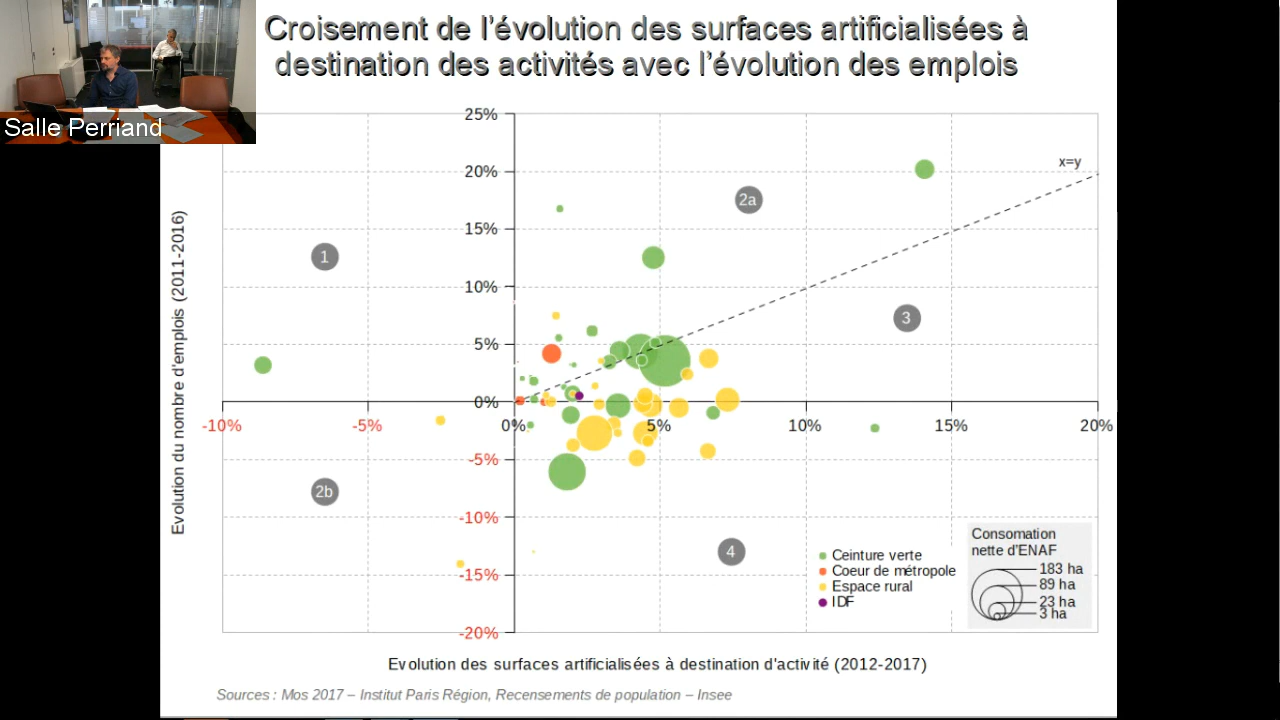 Croisement de l'évolution des surfaces artificialisées à
destination des activités avec l'évolution des emplois
Salle Perriand
25%
20%
15%
10%
5%
0%
-5%
-10%
-15%
-20%
Evolution du nombre d'emplois (2011-2016)
-10%
-5%
0%
5%
10%
15%
20%
x=y
1
2a
3
2b
4
Ceinture verte
Coeur de métropole
Espace rural
IDF
Consomation
nette d'ENAF
183 ha
89 ha
23 ha
3 ha
Evolution des surfaces artificialisées à destination d'activité (2012-2017)
Sources : Mos 2017 – Institut Paris Région, Recensements de population – Insee